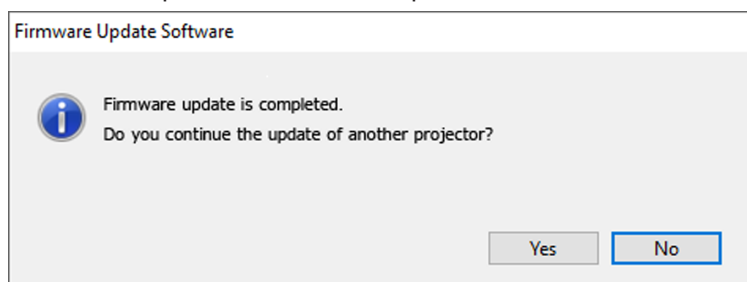 Firmware Update Software
Firmware update is completed.
Do you continue the update of another projector?
Yes
No